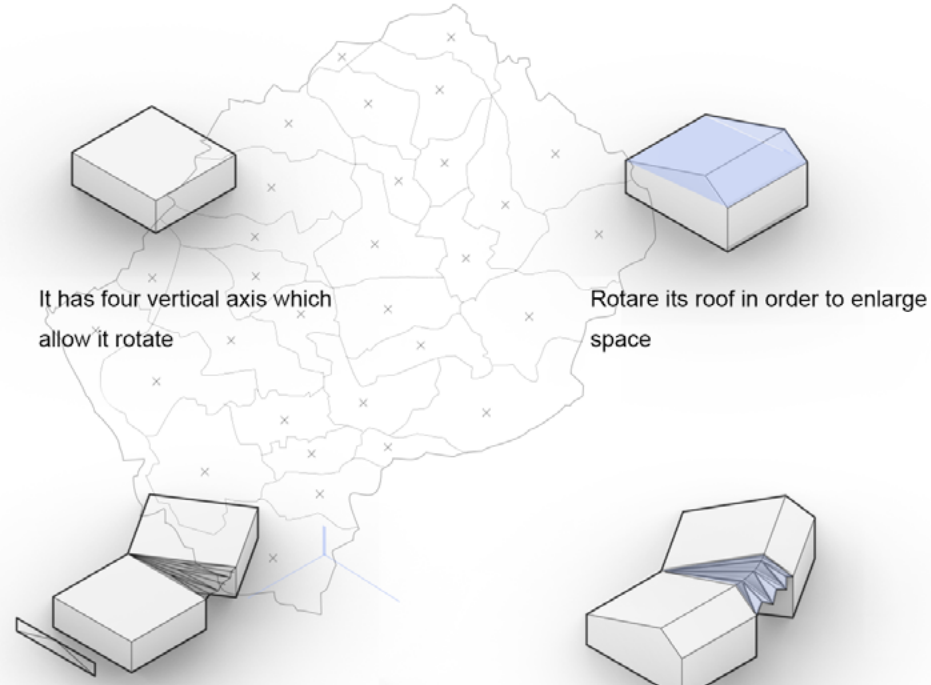 It has four vertical axis which
allow it rotate
Rotare its roof in order to enlarge
space